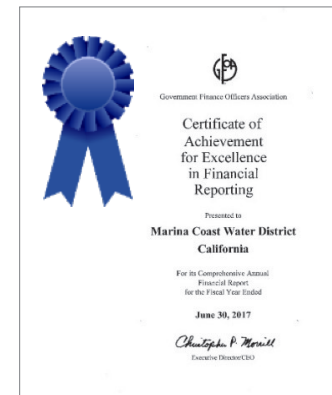 Government Finance Officers Association
Certificate of
Achievement
for Excellence
in Financial
Reporting
Presented to
Marina Coast Water District
California
For its Comprehensive Annual
Financial Report
for the Fiscal Year Ended
June 30, 2017
Christopher P. Morrill
Executive Director/CEO